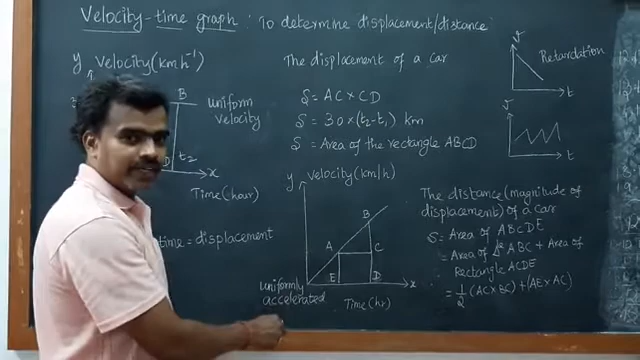 Velocity-time graph : To determine displacement/distance
y Velocity(kmh⁻¹)
B
uniform
velocity
t₂
x
Time(hour)
time = displacement
The displacement of a car
S = AC × CD
S = 30 × (t₂-t₁) km
S = Area of the rectangle ABCD
v
Retardation
t
v
t
y velocity(km/h)
B
A
C
E
D
x
uniformly
accelerated
Time(hr)
The distance(magnitude of
displacement) of a car
S = Area of ABCDE
= Area of Δle ABC + Area of
Rectangle ACDE
= 1/2 (AC×BC) + (AE×AC)